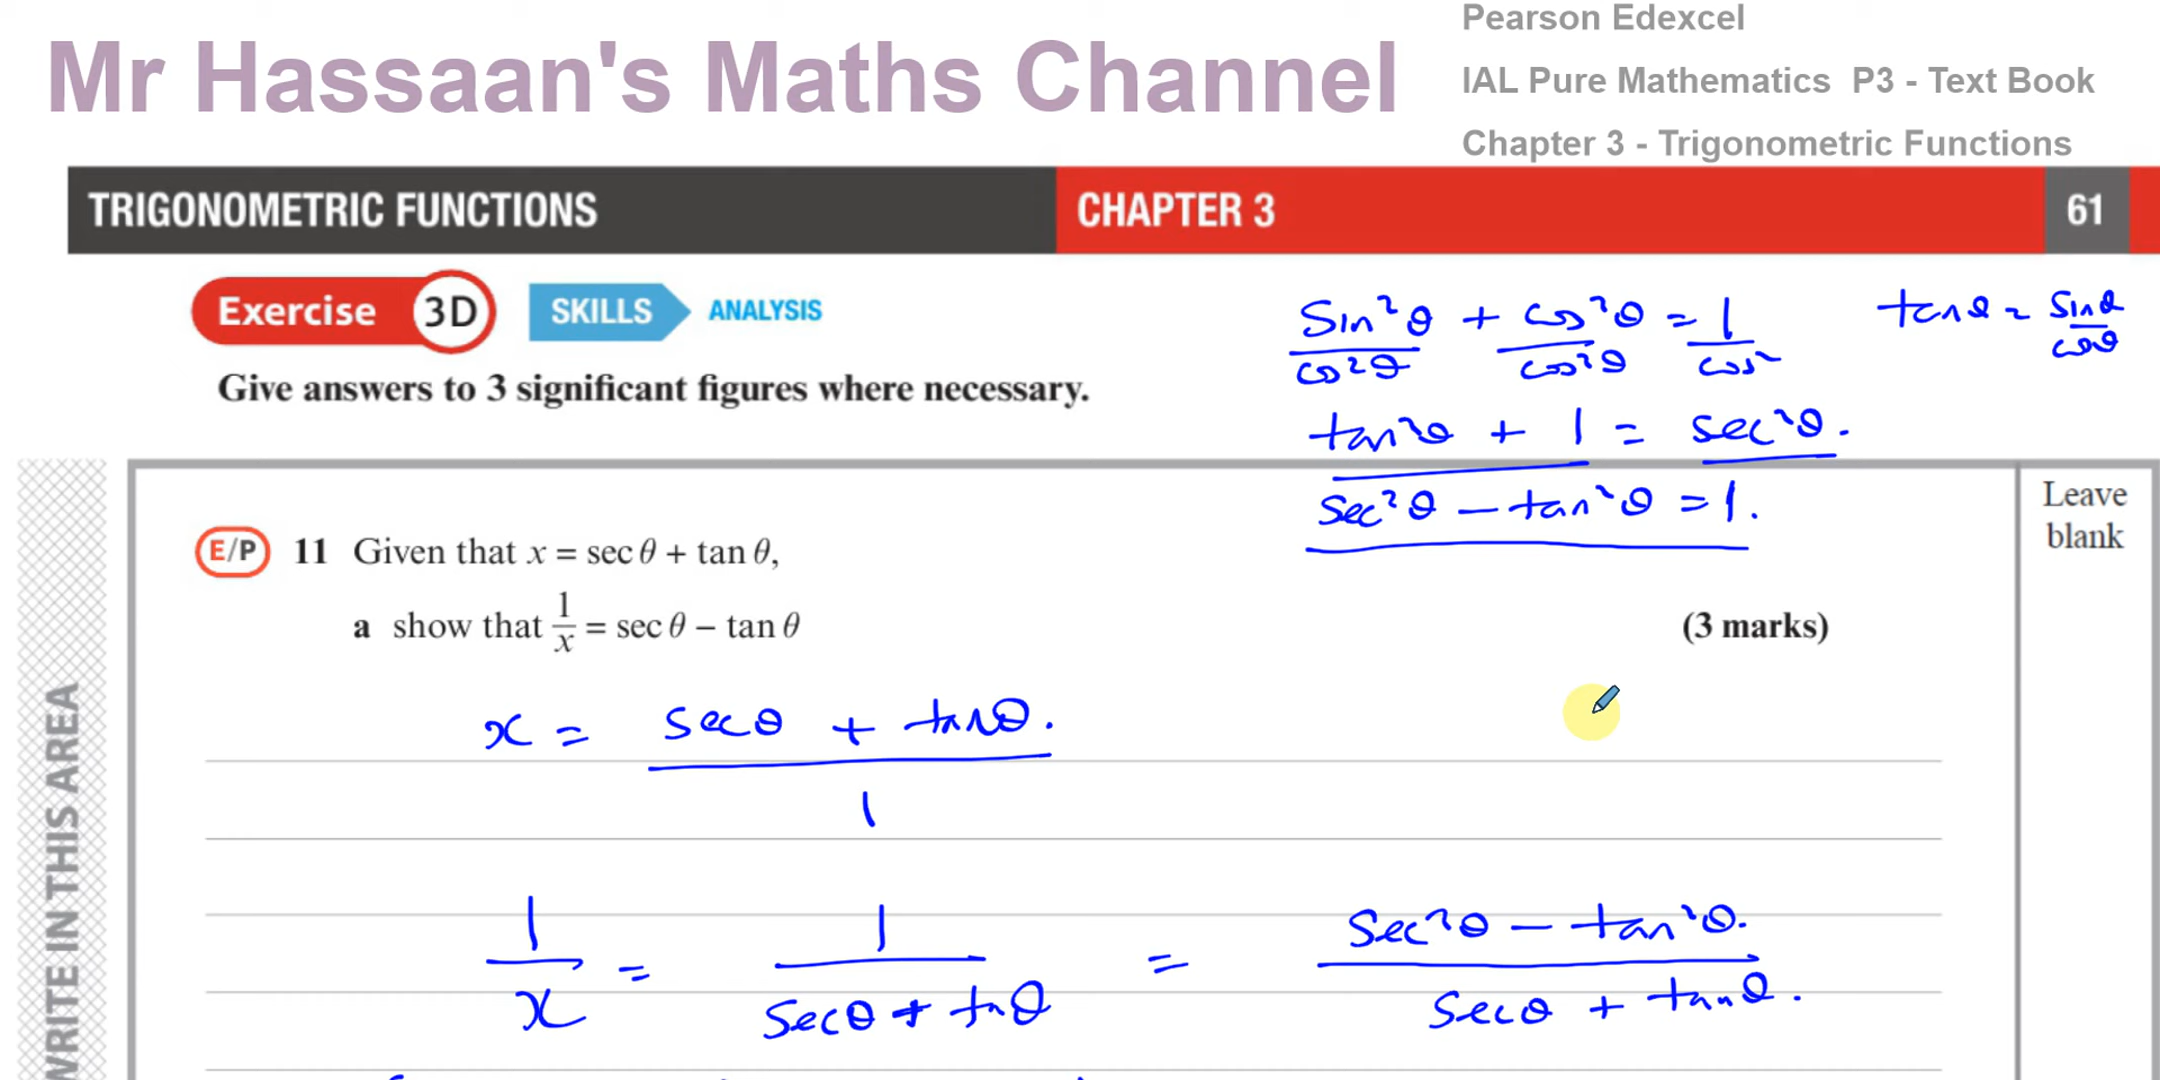 Mr Hassaan's Maths Channel
Pearson Edexcel
IAL Pure Mathematics P3 - Text Book
Chapter 3 - Trigonometric Functions
TRIGONOMETRIC FUNCTIONS CHAPTER 3 61
Exercise 3D SKILLS ANALYSIS
Give answers to 3 significant figures where necessary.
sin²θ/cos²θ + cos²θ/cos²θ = 1/cos²
tanθ = sinθ/cosθ
tan²θ + 1 = sec²θ.
sec²θ − tan²θ = 1.
Leave
blank
E/P 11 Given that x = sec θ + tan θ,
a show that 1/x = sec θ − tan θ (3 marks)
x = secθ + tanθ. / 1
1/x = 1/(secθ + tanθ) = (sec²θ − tan²θ.)/(secθ + tanθ.)
WRITE IN THIS AREA